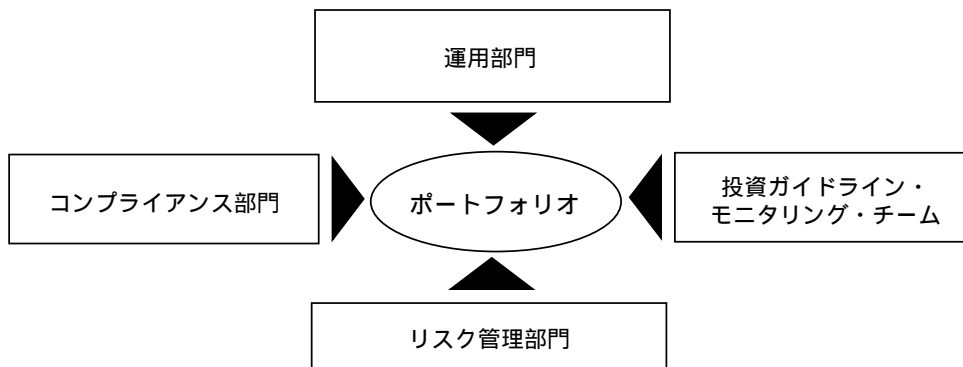 運用部門
コンプライアンス部門
ポートフォリオ
投資ガイドライン・
モニタリング・チーム
リスク管理部門